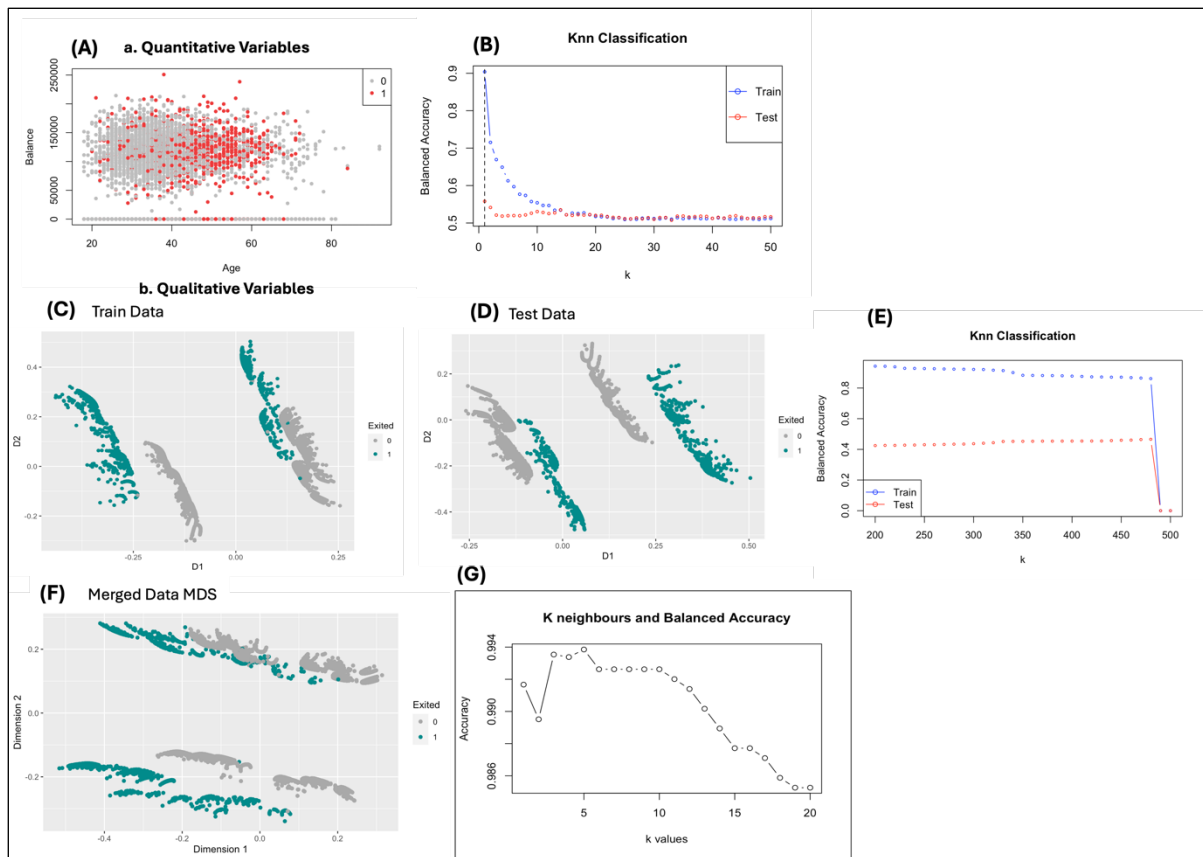 (A)
a. Quantitative Variables
Balance
250000
150000
50000
0
20
40
60
80
Age
0
1
(B)
Knn Classification
Balanced Accuracy
0.9
0.8
0.7
0.6
0.5
0
10
20
30
40
50
k
Train
Test
b. Qualitative Variables
(C)
Train Data
D2
0.4
0.2
0.0
-0.2
-0.25
0.00
0.25
D1
Exited
0
1
(D)
Test Data
D2
0.2
0.0
-0.2
-0.4
-0.25
0.00
0.25
0.50
D1
Exited
0
1
(E)
Knn Classification
Balanced Accuracy
0.8
0.6
0.4
0.2
0.0
200
250
300
350
400
450
500
k
Train
Test
(F)
Merged Data MDS
Dimension 2
0.2
0.0
-0.2
-0.4
-0.2
0.0
0.2
Dimension 1
Exited
0
1
(G)
K neighbours and Balanced Accuracy
Accuracy
0.994
0.990
0.986
5
10
15
20
k values